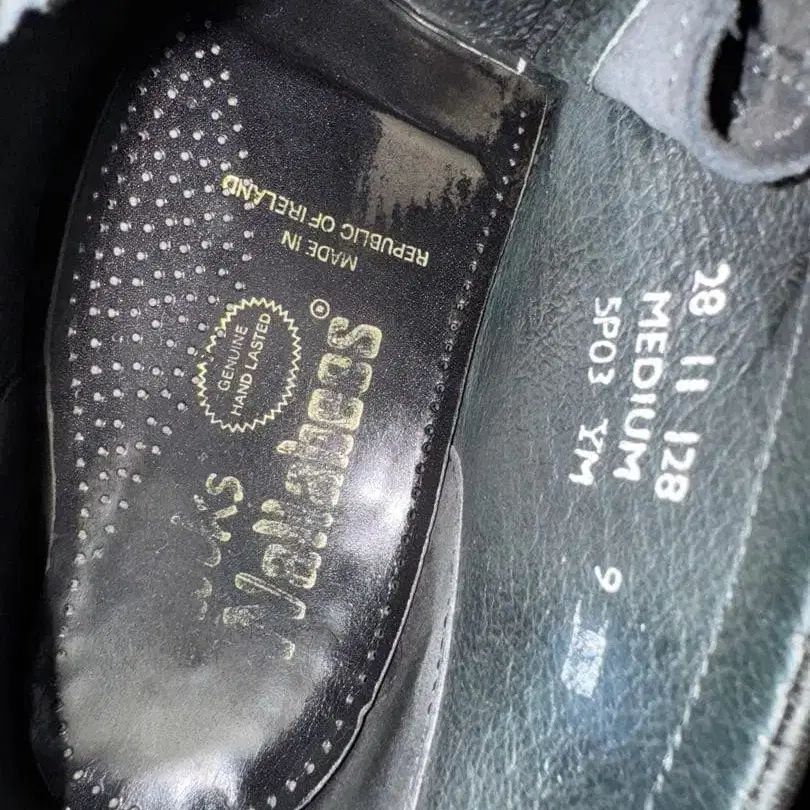 Wallabees
®
GENUINE
HAND LASTED
MADE IN
REPUBLIC OF IRELAND
28 11 128
MEDIUM
SP03 YM 9